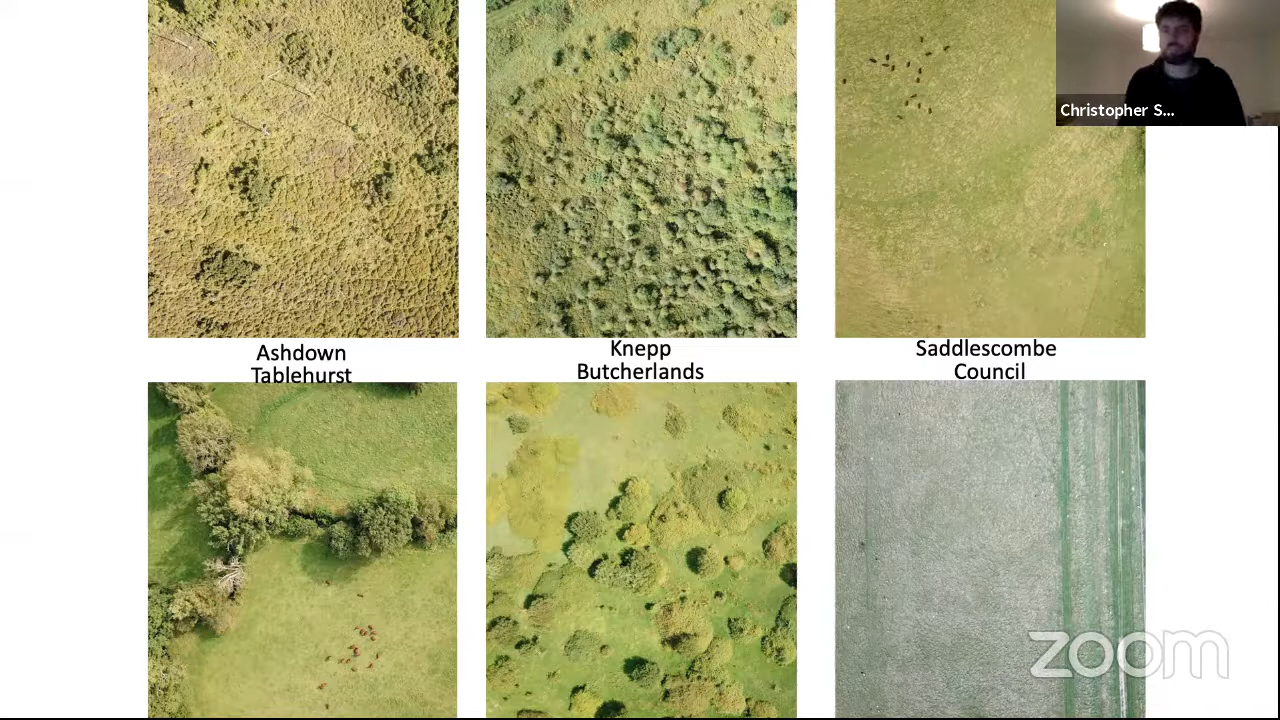 Christopher S...
Ashdown
Tablehurst
Knepp
Butcherlands
Saddlescombe
Council
zoom